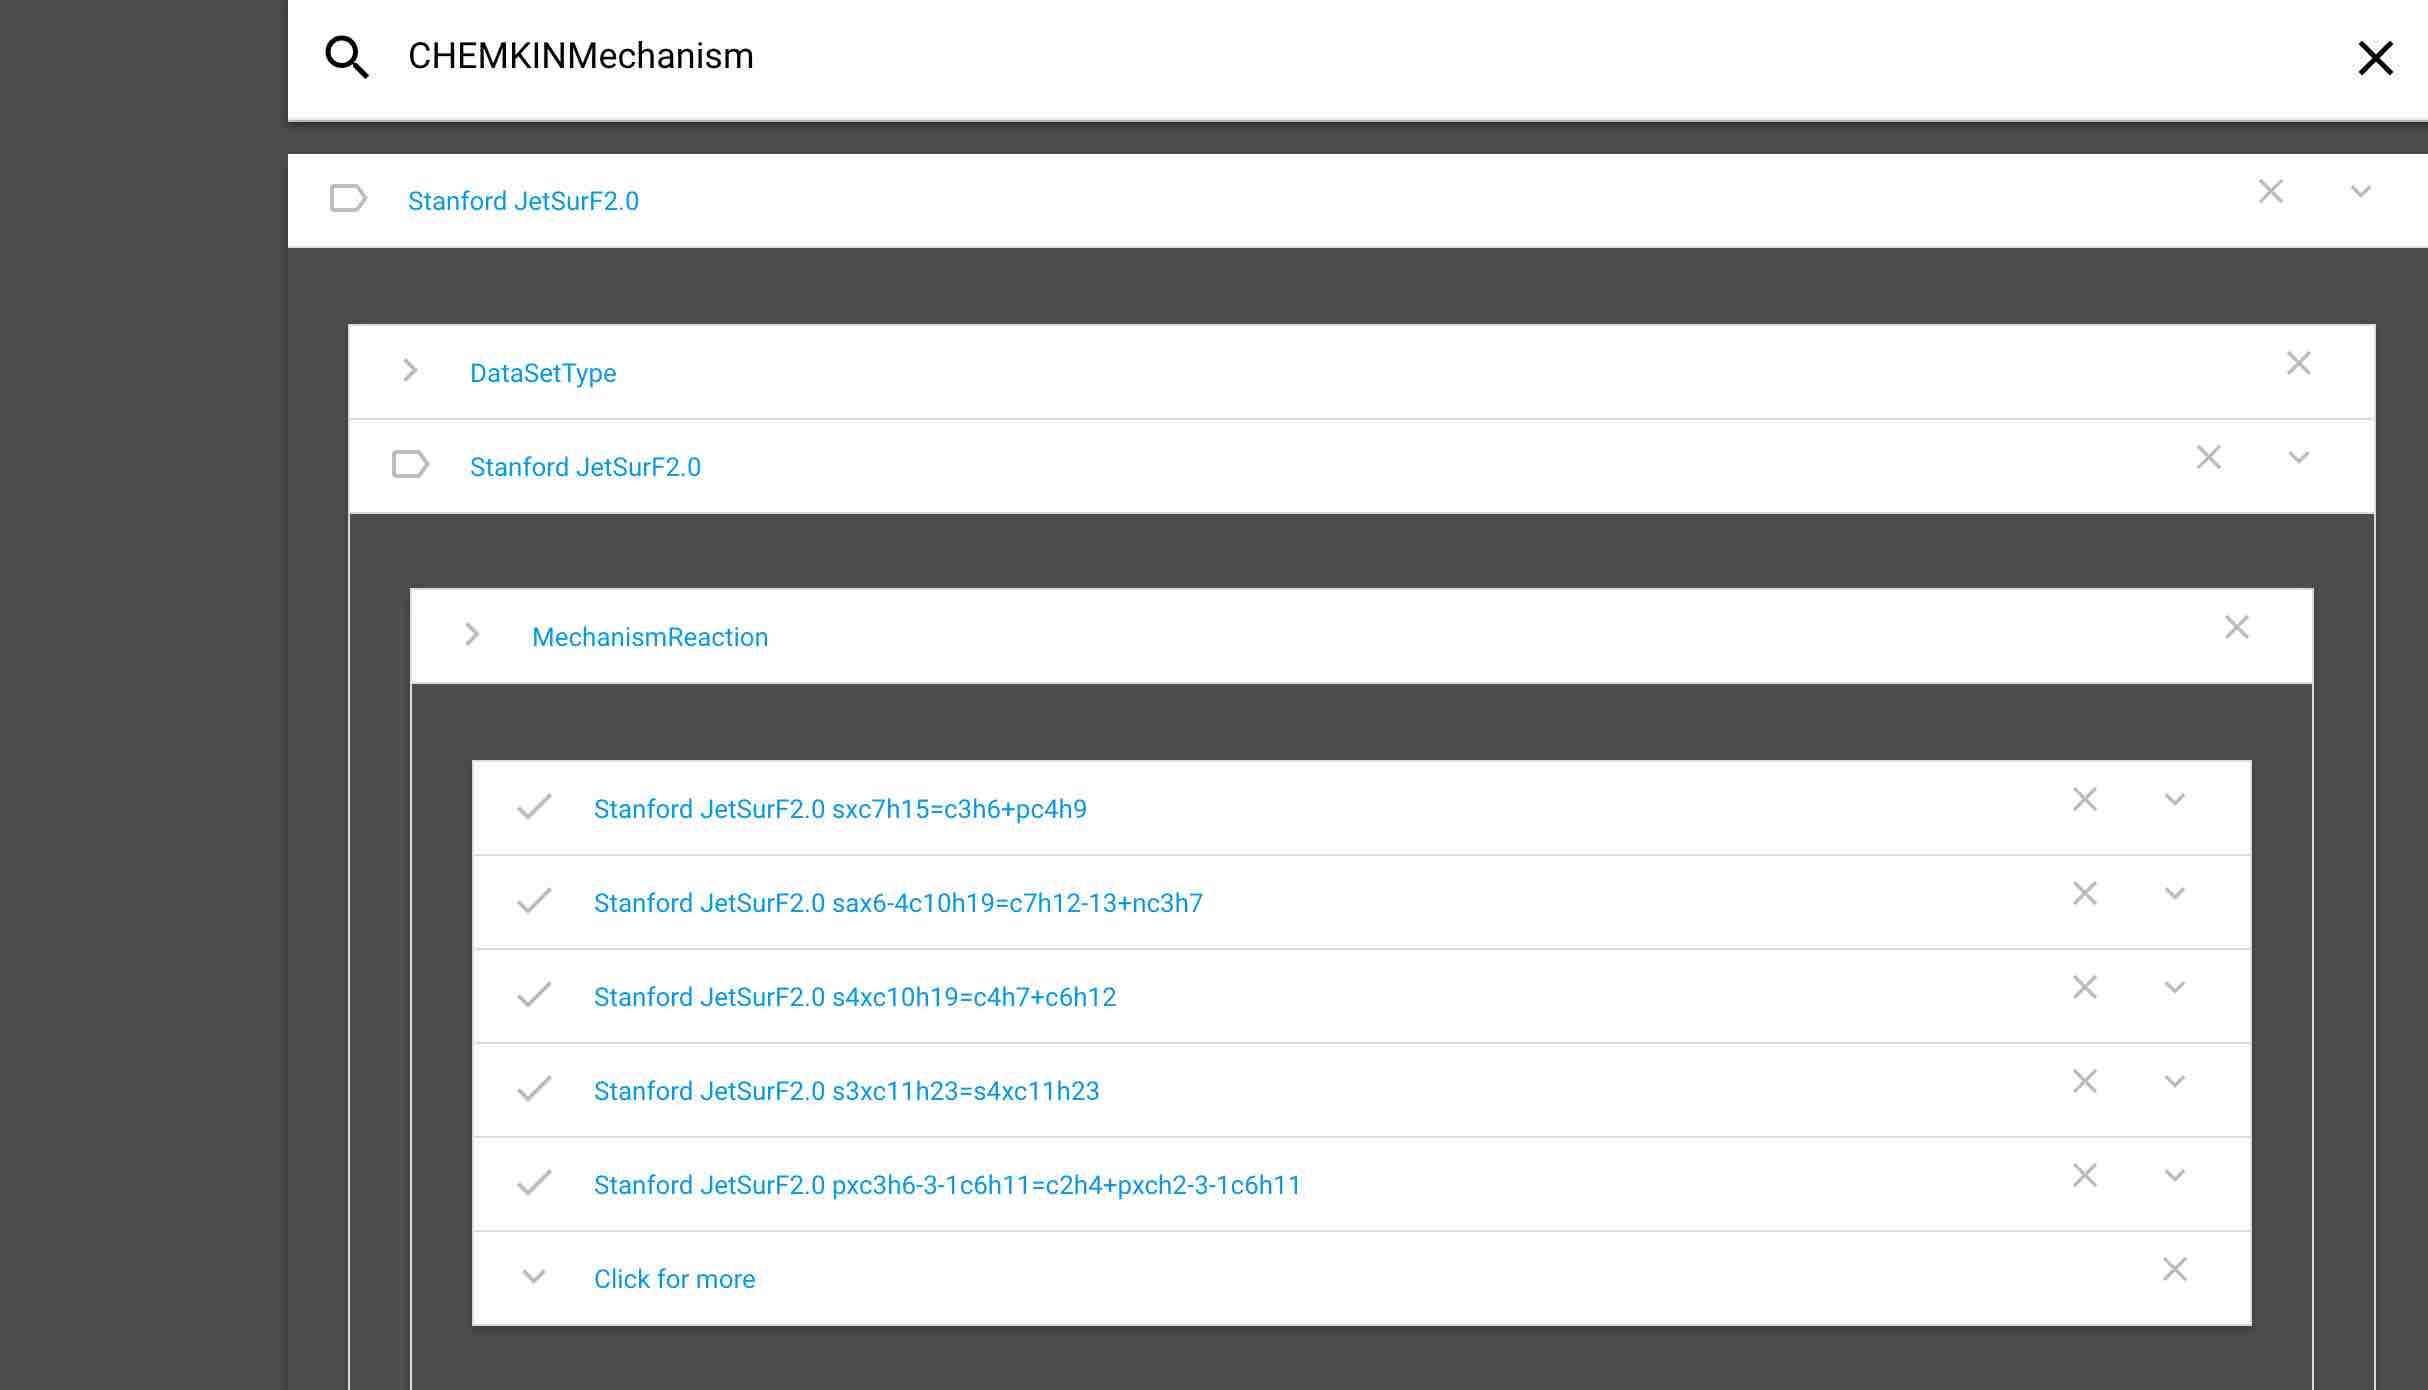 CHEMKINMechanism
Stanford JetSurF2.0
DataSetType
Stanford JetSurF2.0
MechanismReaction
Stanford JetSurF2.0 sxc7h15=c3h6+pc4h9
Stanford JetSurF2.0 sax6-4c10h19=c7h12-13+nc3h7
Stanford JetSurF2.0 s4xc10h19=c4h7+c6h12
Stanford JetSurF2.0 s3xc11h23=s4xc11h23
Stanford JetSurF2.0 pxc3h6-3-1c6h11=c2h4+pxch2-3-1c6h11
Click for more